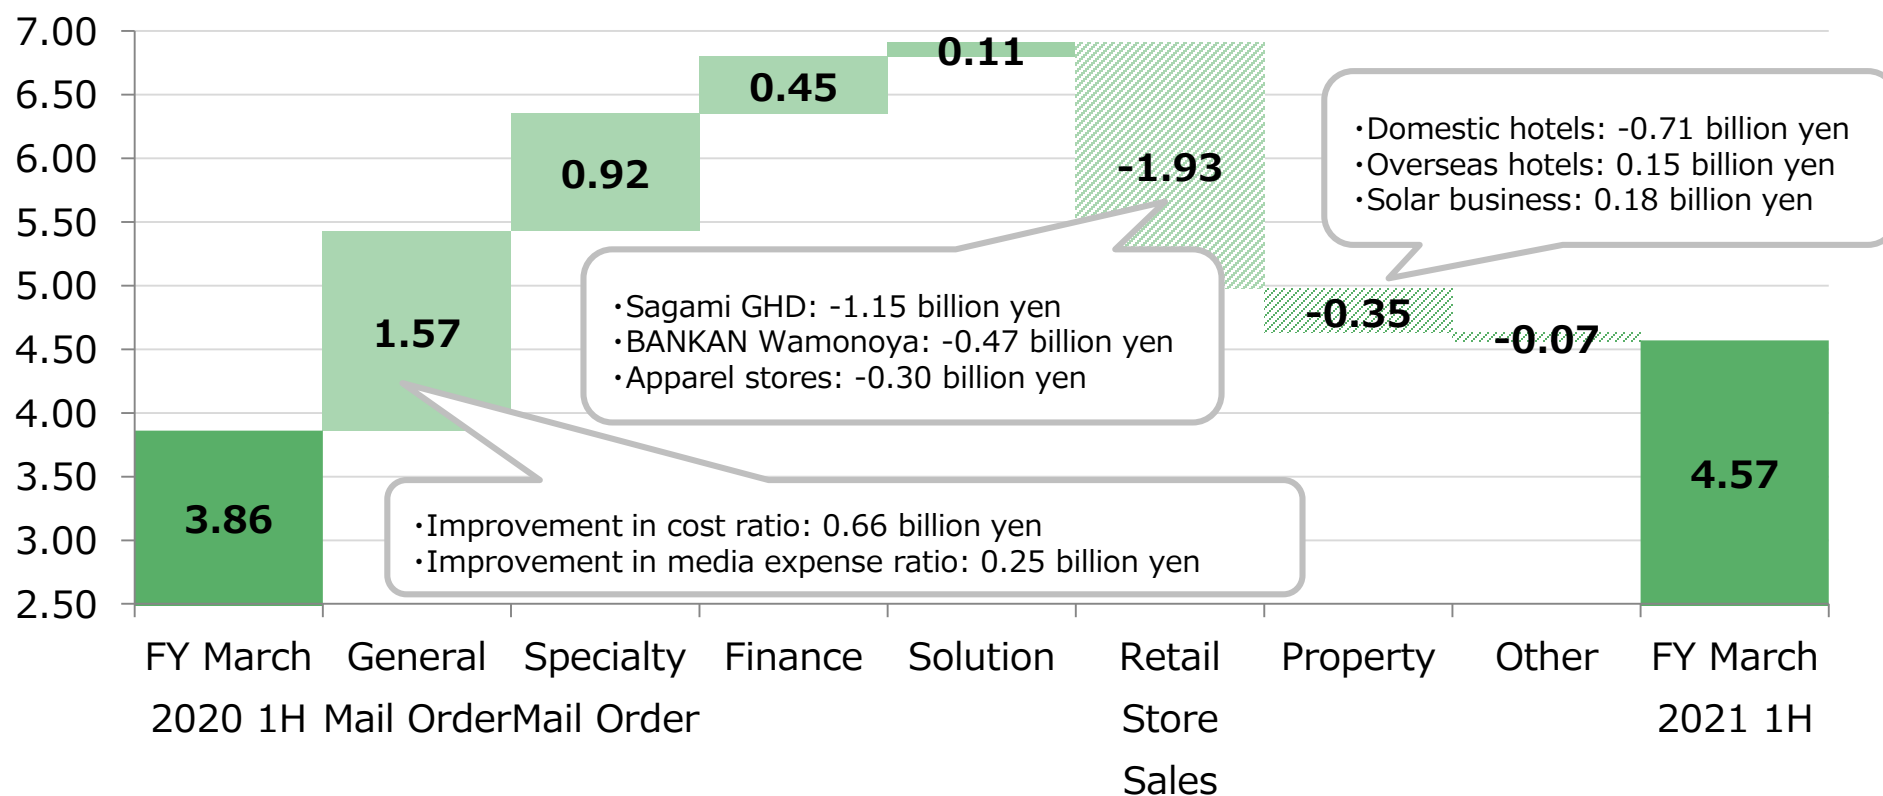 7.00
6.50
6.00
5.50
5.00
4.50
4.00
3.50
3.00
2.50
3.86
1.57
0.92
0.45
0.11
-1.93
-0.35
-0.07
4.57
・Domestic hotels: -0.71 billion yen
・Overseas hotels: 0.15 billion yen
・Solar business: 0.18 billion yen
・Sagami GHD: -1.15 billion yen
・BANKAN Wamonoya: -0.47 billion yen
・Apparel stores: -0.30 billion yen
・Improvement in cost ratio: 0.66 billion yen
・Improvement in media expense ratio: 0.25 billion yen
FY March
2020 1H
General
Mail Order
Specialty
Mail Order
Finance
Solution
Retail
Store
Sales
Property
Other
FY March
2021 1H